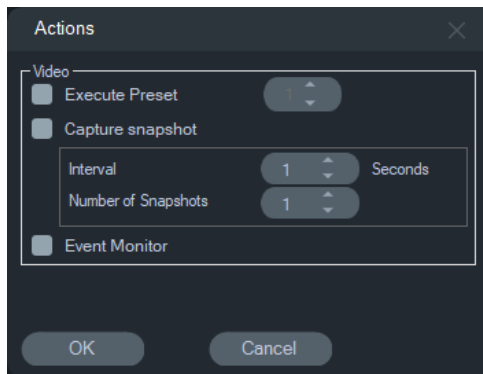 Actions
Video
Execute Preset 1
Capture snapshot
Interval 1 Seconds
Number of Snapshots 1
Event Monitor
OK Cancel